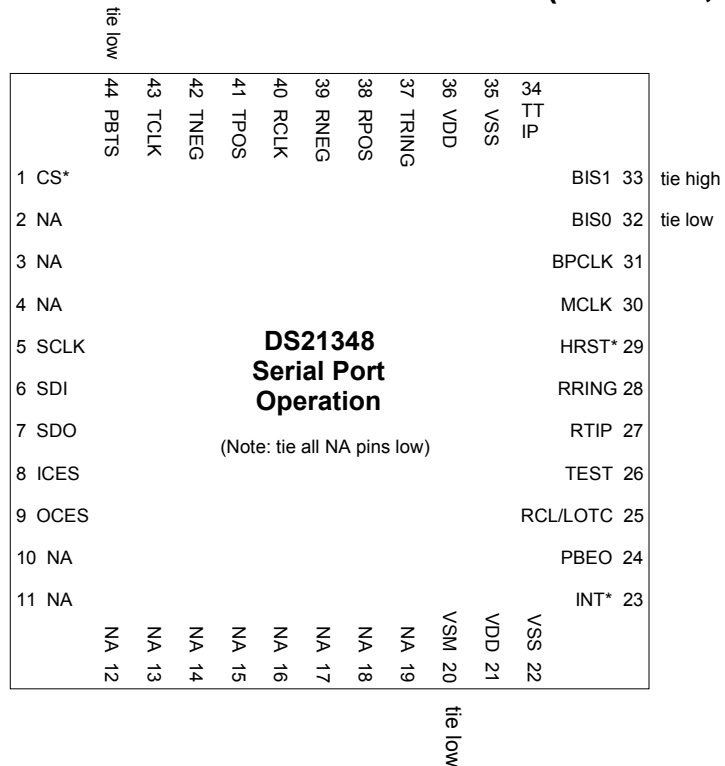 tie low
44 PBTS
43 TCLK
42 TNEG
41 TPOS
40 RCLK
39 RNEG
38 RPOS
37 TRING
36 VDD
35 VSS
34
TT
IP
1 CS*
2 NA
3 NA
4 NA
5 SCLK
6 SDI
7 SDO
8 ICES
9 OCES
10 NA
11 NA
DS21348
Serial Port
Operation
(Note: tie all NA pins low)
BIS1 33 tie high
BIS0 32 tie low
BPCLK 31
MCLK 30
HRST* 29
RRING 28
RTIP 27
TEST 26
RCL/LOTC 25
PBEO 24
INT* 23
NA 12
NA 13
NA 14
NA 15
NA 16
NA 17
NA 18
NA 19
VSM 20
VDD 21
VSS 22
tie low